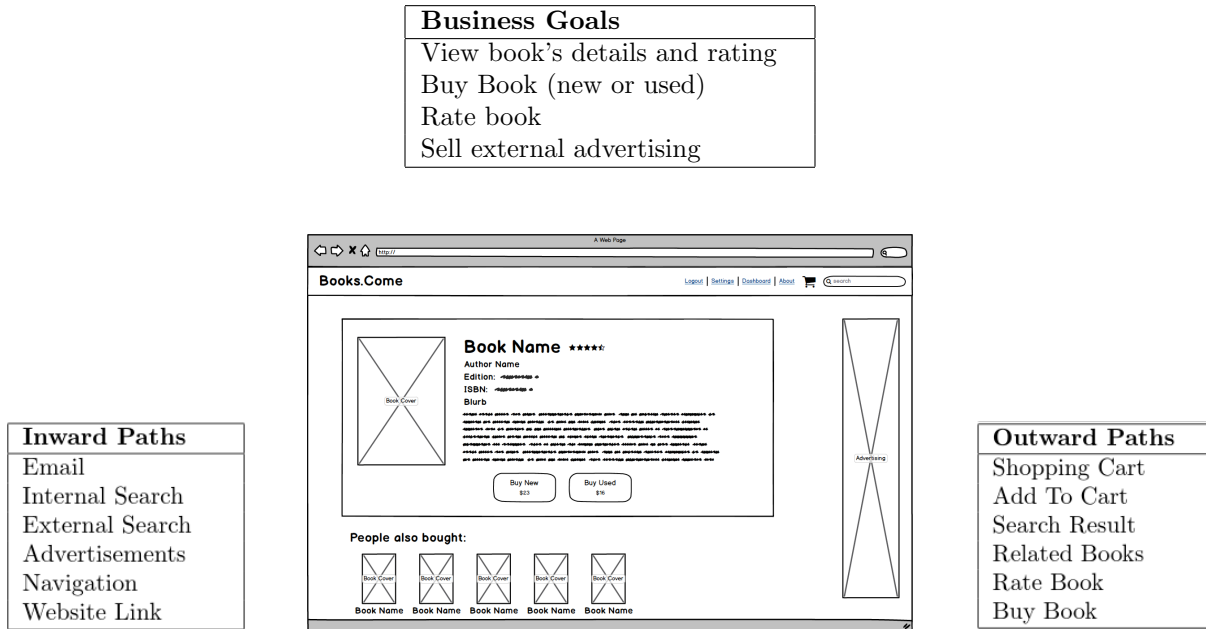 Business Goals
View book's details and rating
Buy Book (new or used)
Rate book
Sell external advertising
A Web Page
http://
Books.Come
Logout | Settings | Dashboard | About
search
Book Cover
Book Name
Author Name
Edition:
ISBN:
Blurb
Buy New
$23
Buy Used
$16
Advertising
People also bought:
Book Cover Book Cover Book Cover Book Cover Book Cover
Book Name Book Name Book Name Book Name Book Name
Inward Paths
Email
Internal Search
External Search
Advertisements
Navigation
Website Link
Outward Paths
Shopping Cart
Add To Cart
Search Result
Related Books
Rate Book
Buy Book